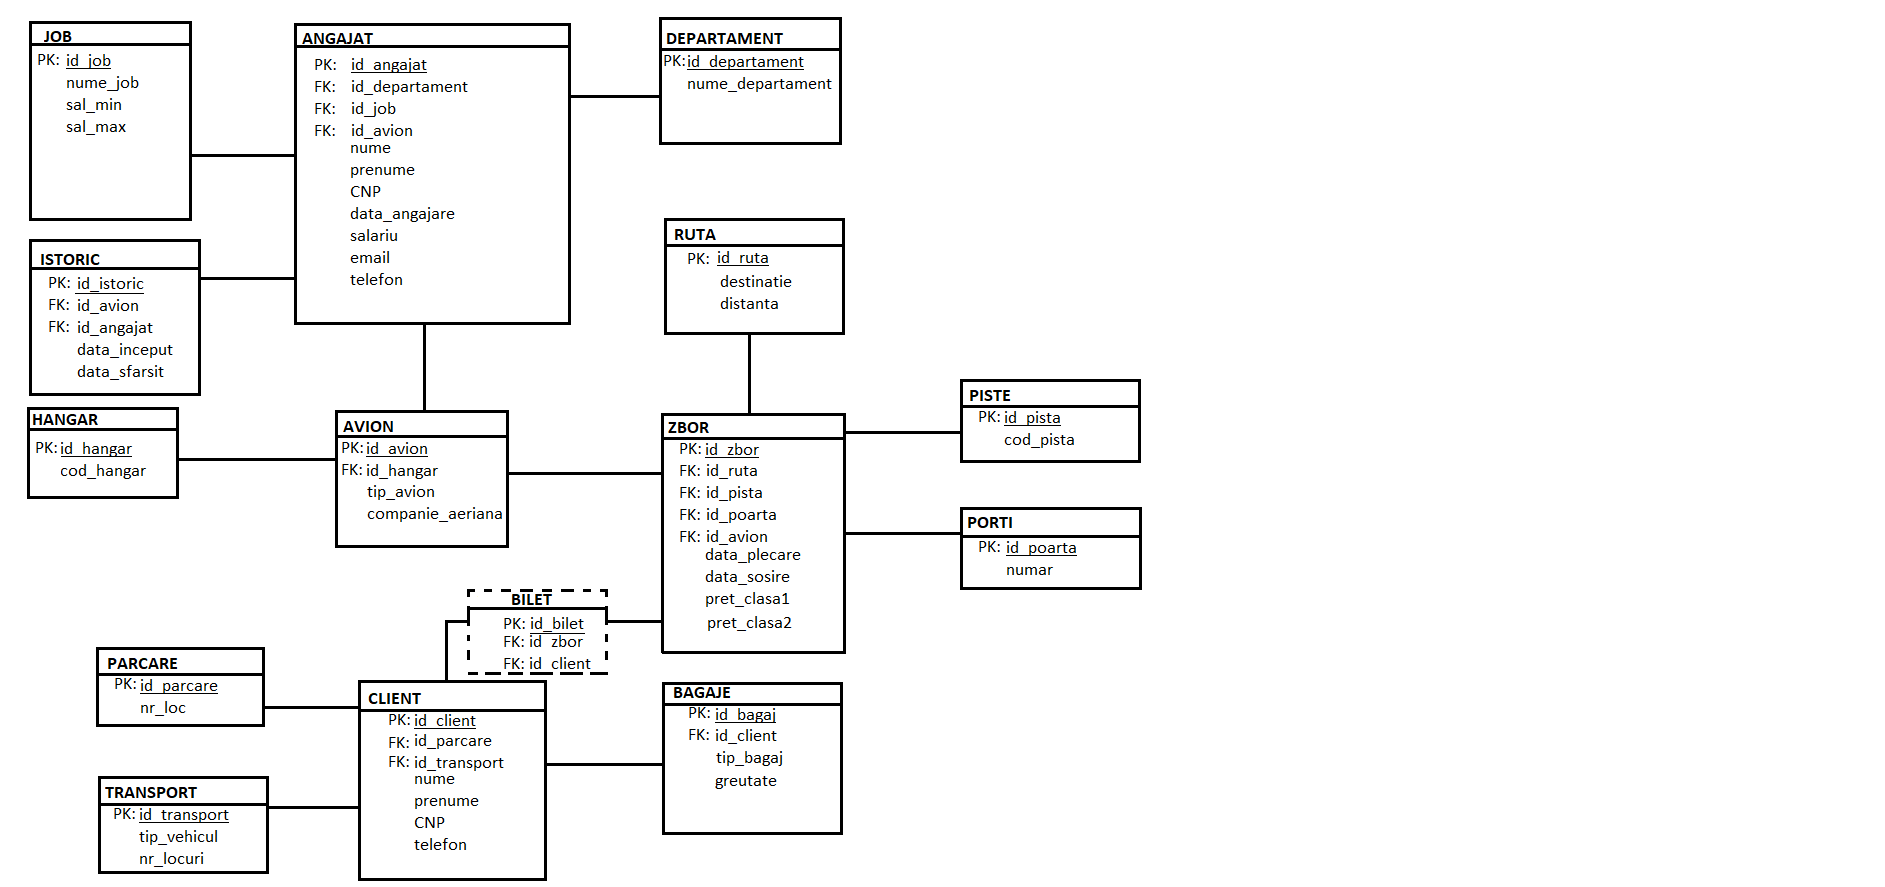 JOB
PK: id_job
nume_job
sal_min
sal_max
ANGAJAT
PK: id_angajat
FK: id_departament
FK: id_job
FK: id_avion
nume
prenume
CNP
data_angajare
salariu
email
telefon
DEPARTAMENT
PK: id_departament
nume_departament
ISTORIC
PK: id_istoric
FK: id_avion
FK: id_angajat
data_inceput
data_sfarsit
RUTA
PK: id_ruta
destinatie
distanta
HANGAR
PK: id_hangar
cod_hangar
AVION
PK: id_avion
FK: id_hangar
tip_avion
companie_aeriana
ZBOR
PK: id_zbor
FK: id_ruta
FK: id_pista
FK: id_poarta
FK: id_avion
data_plecare
data_sosire
pret_clasa1
pret_clasa2
PISTE
PK: id_pista
cod_pista
PORTI
PK: id_poarta
numar
BILET
PK: id_bilet
FK: id_zbor
FK: id_client
PARCARE
PK: id_parcare
nr_loc
CLIENT
PK: id_client
FK: id_parcare
FK: id_transport
nume
prenume
CNP
telefon
BAGAJE
PK: id_bagaj
FK: id_client
tip_bagaj
greutate
TRANSPORT
PK: id_transport
tip_vehicul
nr_locuri